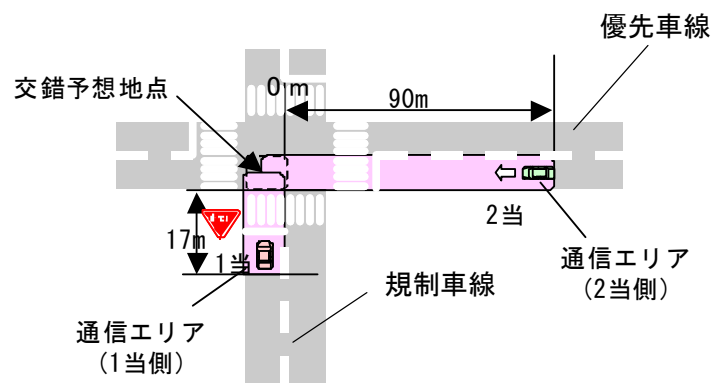 優先車線
交錯予想地点
0m
90m
2当
17m
1当
通信エリア
（2当側）
規制車線
通信エリア
（1当側）